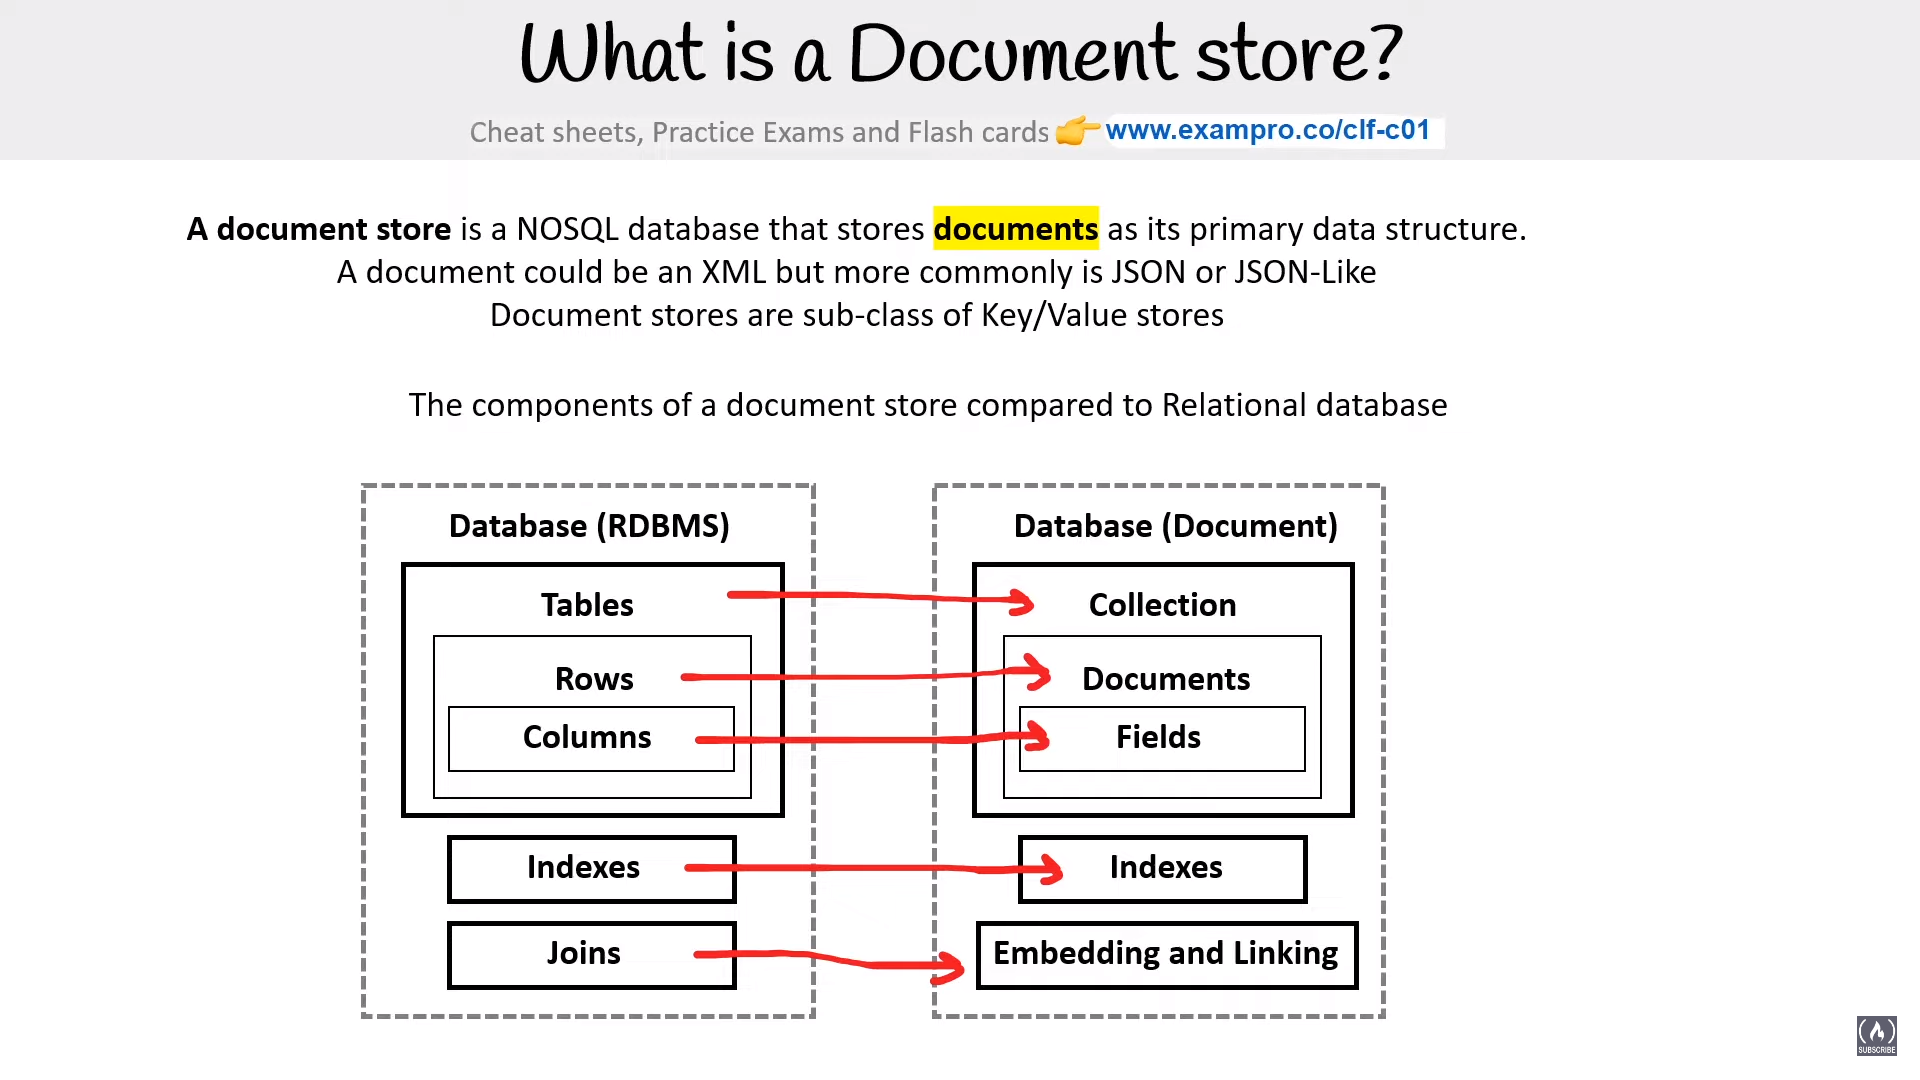 What is a Document store?
Cheat sheets, Practice Exams and Flash cards www.exampro.co/clf-c01
A document store is a NOSQL database that stores documents as its primary data structure.
A document could be an XML but more commonly is JSON or JSON-Like
Document stores are sub-class of Key/Value stores
The components of a document store compared to Relational database
Database (RDBMS)
Tables
Rows
Columns
Indexes
Joins
Database (Document)
Collection
Documents
Fields
Indexes
Embedding and Linking
SUBSCRIBE